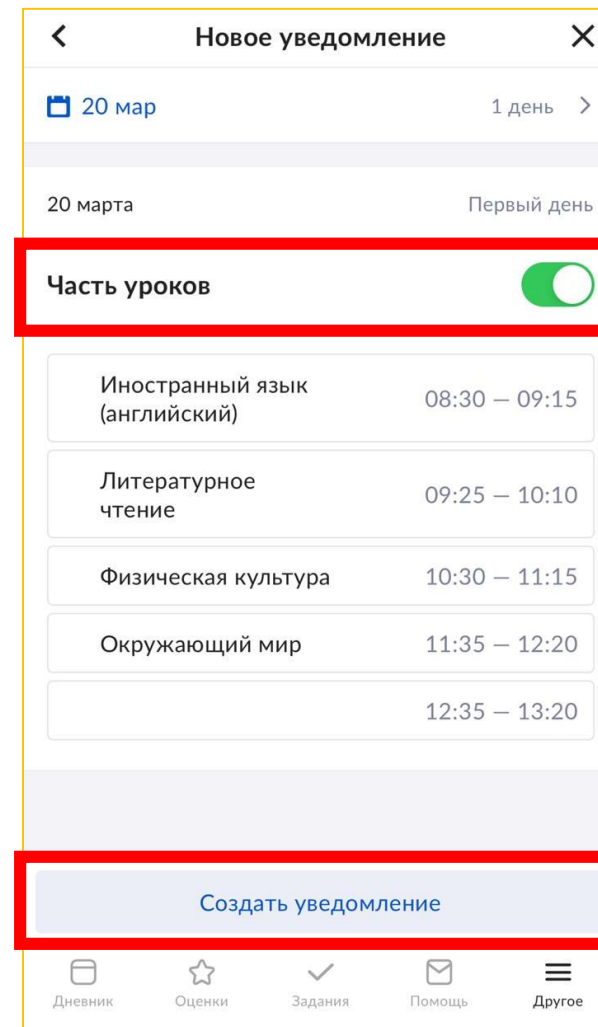 Новое уведомление
20 мар 1 день
20 марта Первый день
Часть уроков
Иностранный язык
(английский) 08:30 — 09:15
Литературное
чтение 09:25 — 10:10
Физическая культура 10:30 — 11:15
Окружающий мир 11:35 — 12:20
12:35 — 13:20
Создать уведомление
Дневник Оценки Задания Помощь Другое